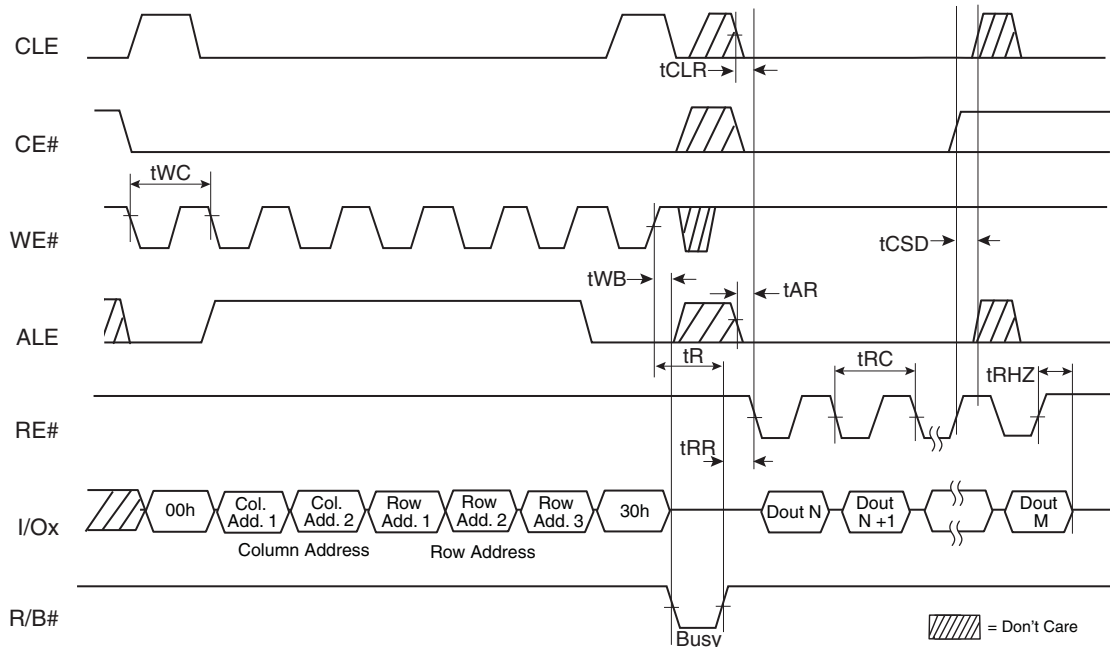 CLE
tCLR
CE#
tWC
WE#
tCSD
tWB
tAR
ALE
tR
tRC
tRHZ
RE#
tRR
I/Ox
00h
Col. Add. 1
Col. Add. 2
Row Add. 1
Row Add. 2
Row Add. 3
30h
Dout N
Dout N +1
Dout M
Column Address
Row Address
R/B#
Busy
= Don't Care